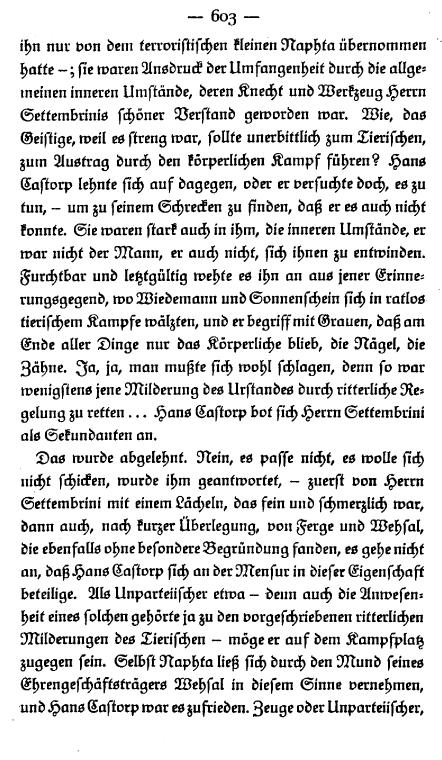 — 603 —
ihn nur von dem terroristischen kleinen Naphta übernommen
hatte –; sie waren Ausdruck der Umfangenheit durch die allge-
meinen inneren Umstände, deren Knecht und Werkzeug Herrn
Settembrinis schöner Verstand geworden war. Wie, das
Geistige, weil es streng war, sollte unerbittlich zum Tierischen,
zum Austrag durch den körperlichen Kampf führen? Hans
Castorp lehnte sich auf dagegen, oder er versuchte doch, es zu
tun, – um zu seinem Schrecken zu finden, daß er es auch nicht
konnte. Sie waren stark auch in ihm, die inneren Umstände, er
war nicht der Mann, er auch nicht, sich ihnen zu entwinden.
Furchtbar und letztgültig wehte es ihn an aus jener Erinne-
rungsgegend, wo Wiedemann und Sonnenschein sich in ratlos
tierischem Kampfe wälzten, und er begriff mit Grauen, daß am
Ende aller Dinge nur das Körperliche blieb, die Nägel, die
Zähne. Ja, ja, man mußte sich wohl schlagen, denn so war
wenigstens jene Milderung des Urstandes durch ritterliche Re-
gelung zu retten ... Hans Castorp bot sich Herrn Settembrini
als Sekundanten an.
Das wurde abgelehnt. Nein, es passe nicht, es wolle sich
nicht schicken, wurde ihm geantwortet, – zuerst von Herrn
Settembrini mit einem Lächeln, das fein und schmerzlich war,
dann auch, nach kurzer Überlegung, von Ferge und Wehsal,
die ebenfalls ohne besondere Begründung fanden, es gehe nicht
an, daß Hans Castorp sich an der Mensur in dieser Eigenschaft
beteilige. Als Unparteiischer etwa – denn auch die Anwesen-
heit eines solchen gehörte ja zu den vorgeschriebenen ritterlichen
Milderungen des Tierischen – möge er auf dem Kampfplatz
zugegen sein. Selbst Naphta ließ sich durch den Mund seines
Ehrengeschäftsträgers Wehsal in diesem Sinne vernehmen,
und Hans Castorp war es zufrieden. Zeuge oder Unparteiischer,